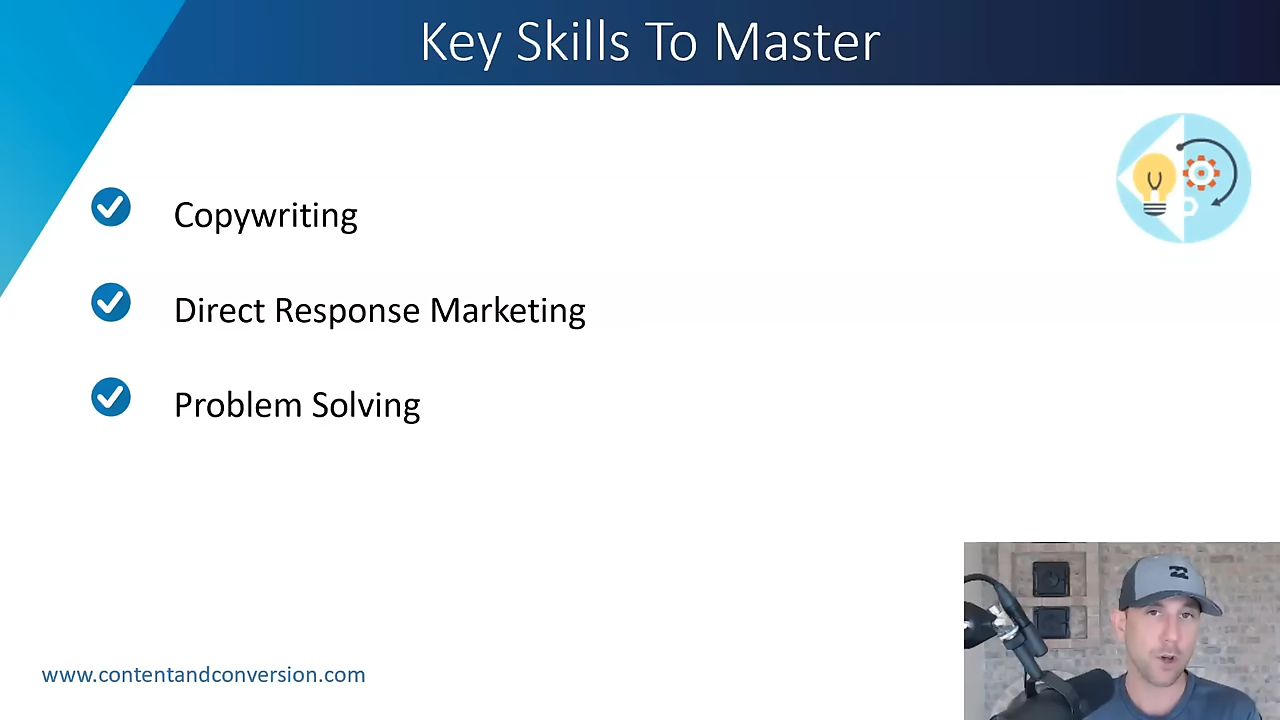 Key Skills To Master
Copywriting
Direct Response Marketing
Problem Solving
www.contentandconversion.com